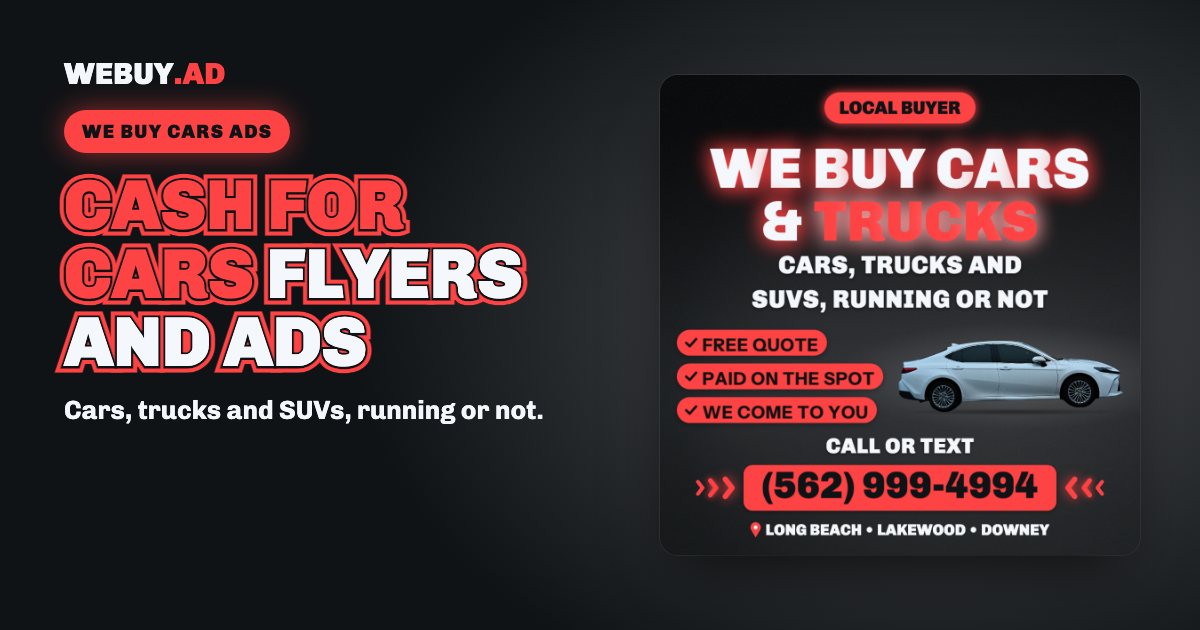 WEBUY.AD
WE BUY CARS ADS
CASH FOR
CARS FLYERS
AND ADS
Cars, trucks and SUVs, running or not.
LOCAL BUYER
WE BUY CARS
& TRUCKS
CARS, TRUCKS AND
SUVS, RUNNING OR NOT
✓ FREE QUOTE
✓ PAID ON THE SPOT
✓ WE COME TO YOU
CALL OR TEXT
(562) 999-4994
LONG BEACH • LAKEWOOD • DOWNEY